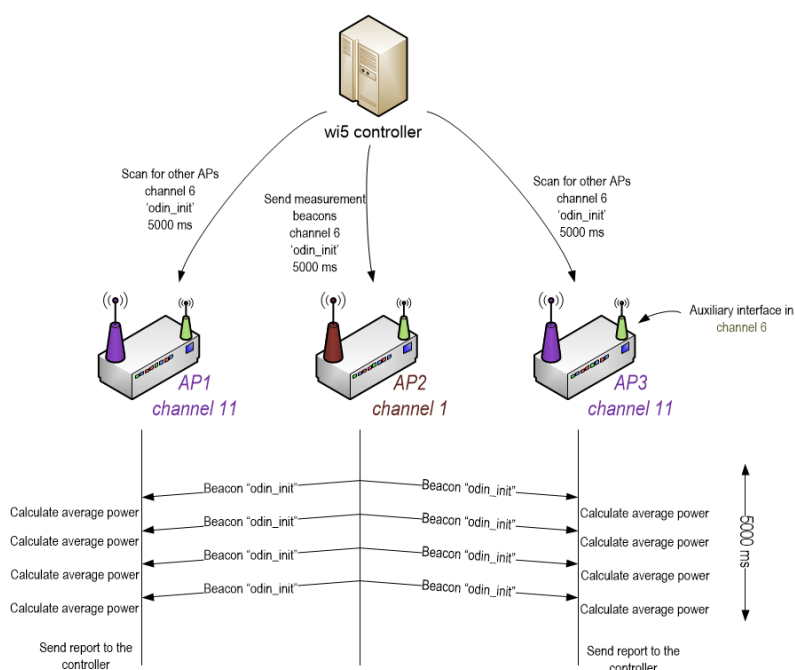 wi5 controller
Scan for other APs
channel 6
'odin_init'
5000 ms
Send measurement
beacons
channel 6
'odin_init'
5000 ms
Scan for other APs
channel 6
'odin_init'
5000 ms
Auxiliary interface in
channel 6
AP1
channel 11
AP2
channel 1
AP3
channel 11
Beacon "odin_init"
Beacon "odin_init"
Calculate average power
Calculate average power
Beacon "odin_init"
Beacon "odin_init"
Calculate average power
Calculate average power
Beacon "odin_init"
Beacon "odin_init"
Calculate average power
Calculate average power
Beacon "odin_init"
Beacon "odin_init"
Calculate average power
Calculate average power
5000 ms
Send report to the
controller
Send report to the
controller